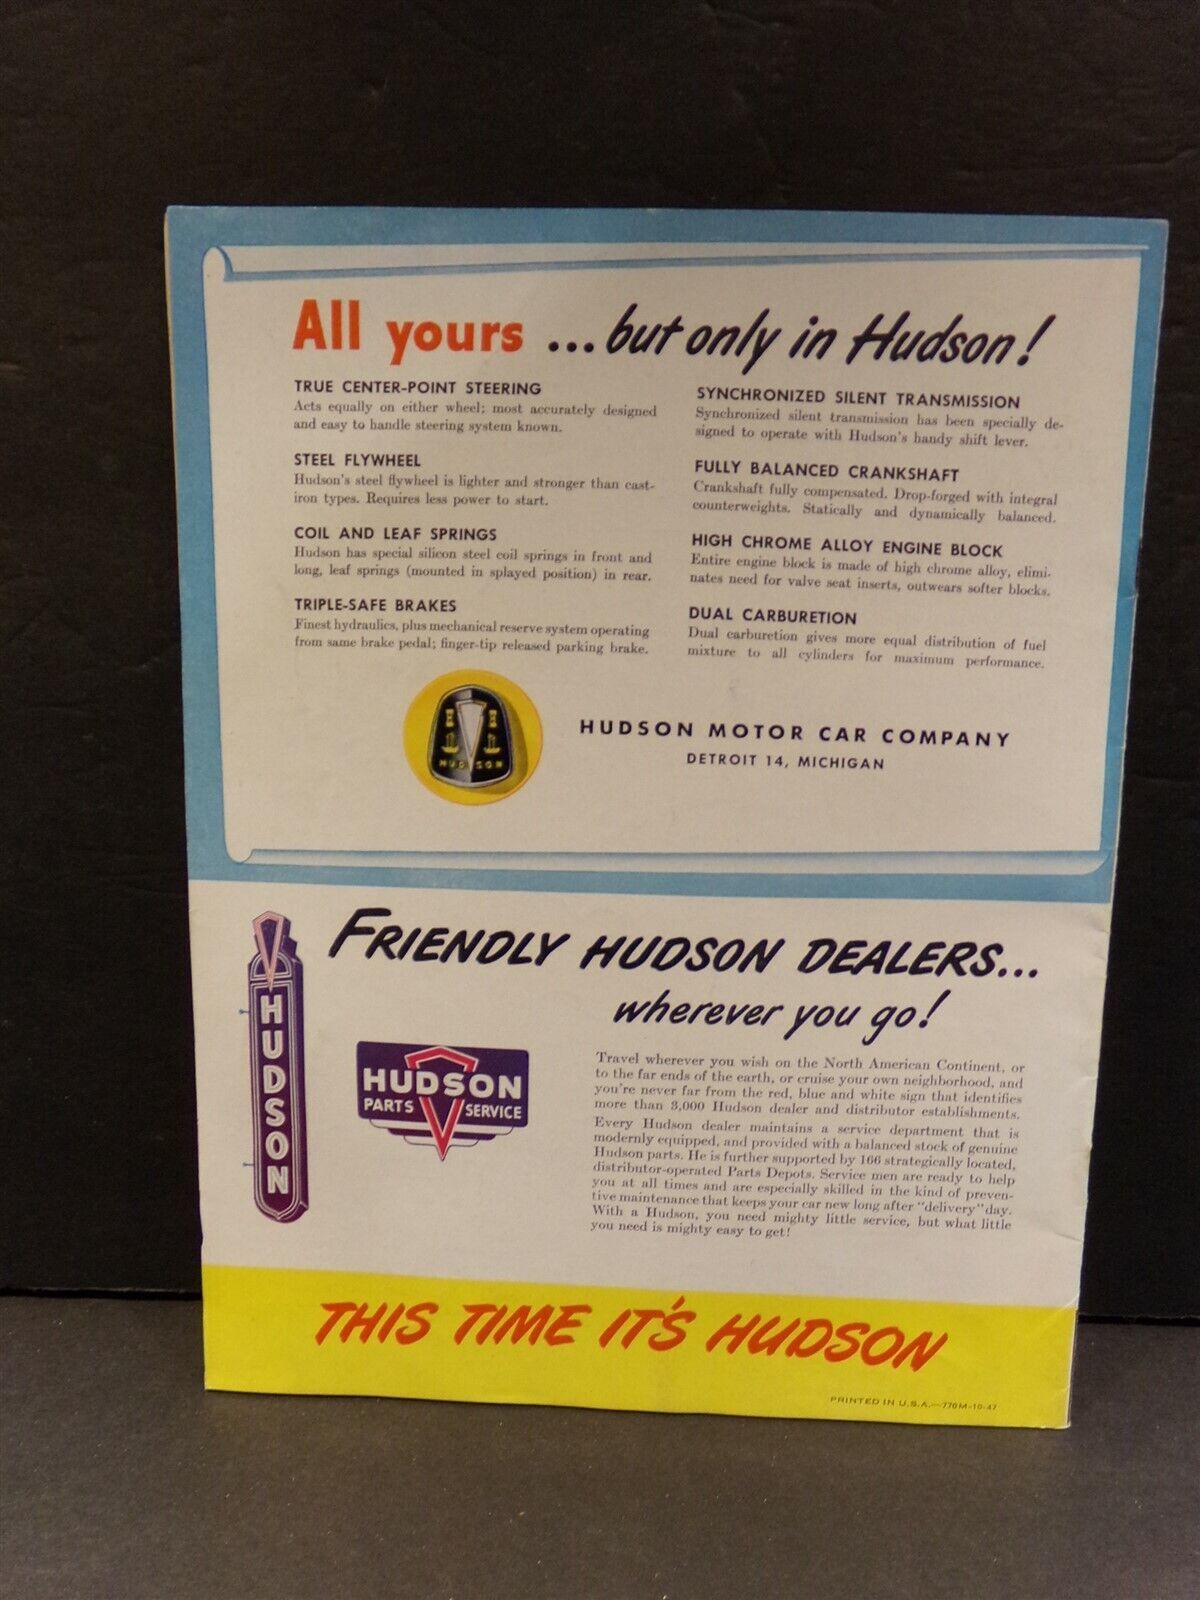 All yours ...but only in Hudson!
TRUE CENTER-POINT STEERING
Acts equally on either wheel; most accurately designed
and easy to handle steering system known.
STEEL FLYWHEEL
Hudson's steel flywheel is lighter and stronger than cast-
iron types. Requires less power to start.
COIL AND LEAF SPRINGS
Hudson has special silicon steel coil springs in front and
long, leaf springs (mounted in splayed position) in rear.
TRIPLE-SAFE BRAKES
Finest hydraulics, plus mechanical reserve system operating
from same brake pedal; finger-tip released parking brake.
SYNCHRONIZED SILENT TRANSMISSION
Synchronized silent transmission has been specially de-
signed to operate with Hudson's handy shift lever.
FULLY BALANCED CRANKSHAFT
Crankshaft fully compensated. Drop-forged with integral
counterweights. Statically and dynamically balanced.
HIGH CHROME ALLOY ENGINE BLOCK
Entire engine block is made of high chrome alloy, elimi-
nates need for valve seat inserts, outwears softer blocks.
DUAL CARBURETION
Dual carburetion gives more equal distribution of fuel
mixture to all cylinders for maximum performance.
HUDSON
HUDSON MOTOR CAR COMPANY
DETROIT 14, MICHIGAN
HUDSON
FRIENDLY HUDSON DEALERS...
wherever you go!
HUDSON
PARTS SERVICE
Travel wherever you wish on the North American Continent, or
to the far ends of the earth, or cruise your own neighborhood, and
you're never far from the red, blue and white sign that identifies
more than 3,000 Hudson dealer and distributor establishments.
Every Hudson dealer maintains a service department that is
modernly equipped, and provided with a balanced stock of genuine
Hudson parts. He is further supported by 166 strategically located,
distributor-operated Parts Depots. Service men are ready to help
you at all times and are especially skilled in the kind of preven-
tive maintenance that keeps your car new long after "delivery" day.
With a Hudson, you need mighty little service, but what little
you need is mighty easy to get!
THIS TIME IT'S HUDSON
PRINTED IN U.S.A.—770M-10-47